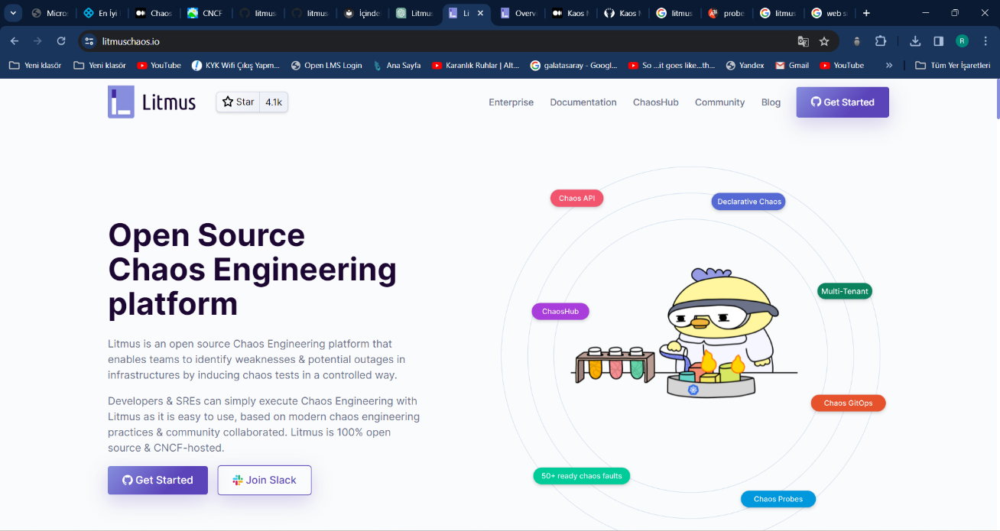 Micro
En İyi
Chaos
CNCF
litmus
litmus
İçinde
Litmu
Li
Overv
Kaos M
Kaos M
litmus
probe
litmus
web s
litmuschaos.io
R
Yeni klasör
Yeni klasör
YouTube
KYK Wifi Çıkış Yapm...
Open LMS Login
Ana Sayfa
Karanlık Ruhlar | Alt...
galatasaray - Googl...
So ...it goes like...th...
Yandex
Gmail
YouTube
Tüm Yer İşaretleri
Litmus
Star 4.1k
Enterprise
Documentation
ChaosHub
Community
Blog
Get Started
Open Source
Chaos Engineering
platform
Litmus is an open source Chaos Engineering platform that
enables teams to identify weaknesses & potential outages in
infrastructures by inducing chaos tests in a controlled way.
Developers & SREs can simply execute Chaos Engineering with
Litmus as it is easy to use, based on modern chaos engineering
practices & community collaborated. Litmus is 100% open
source & CNCF-hosted.
Get Started
Join Slack
Chaos API
Declarative Chaos
Multi-Tenant
ChaosHub
Chaos GitOps
50+ ready chaos faults
Chaos Probes